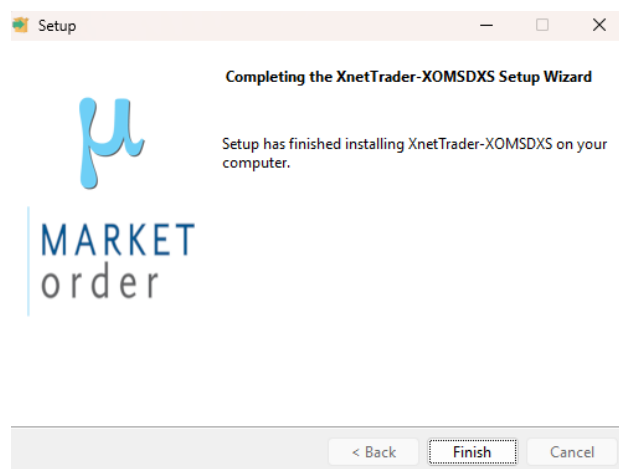 Setup
Completing the XnetTrader-XOMSDXS Setup Wizard
Setup has finished installing XnetTrader-XOMSDXS on your
computer.
μ
MARKET
order
< Back
Finish
Cancel